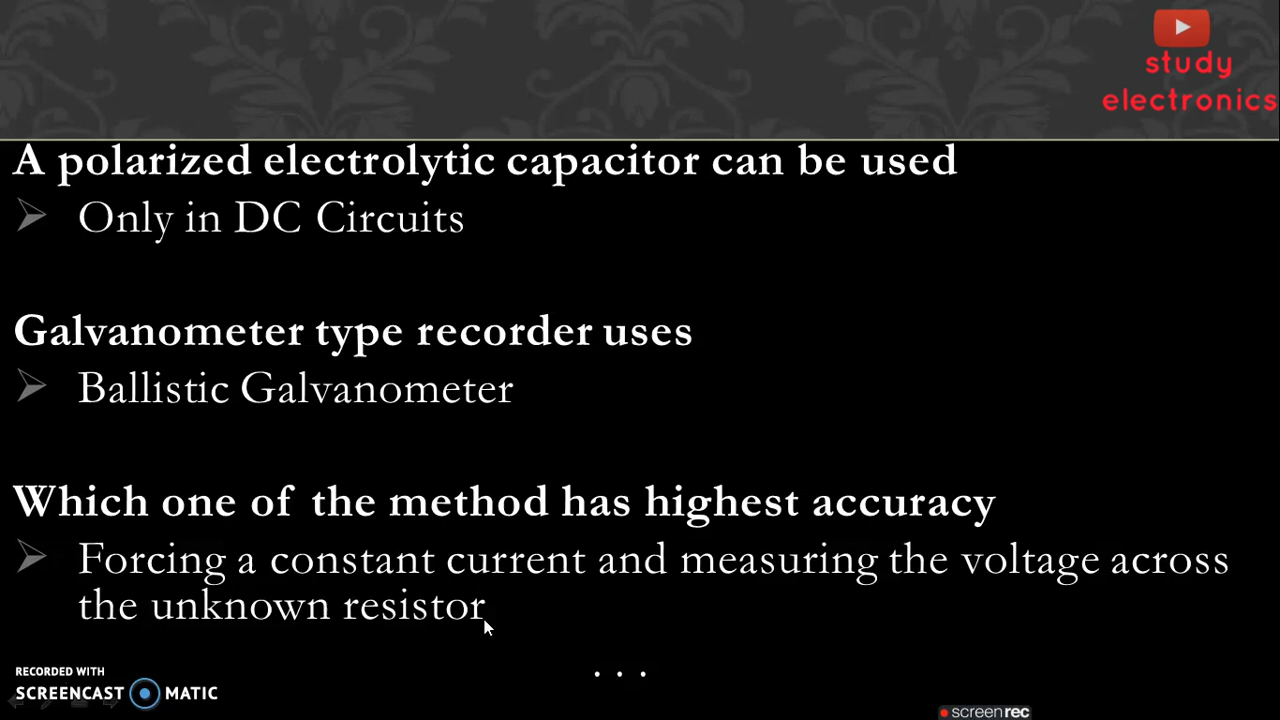 study
electronics
A polarized electrolytic capacitor can be used
Only in DC Circuits
Galvanometer type recorder uses
Ballistic Galvanometer
Which one of the method has highest accuracy
Forcing a constant current and measuring the voltage across
the unknown resistor
. . .
RECORDED WITH
SCREENCAST MATIC
screenrec